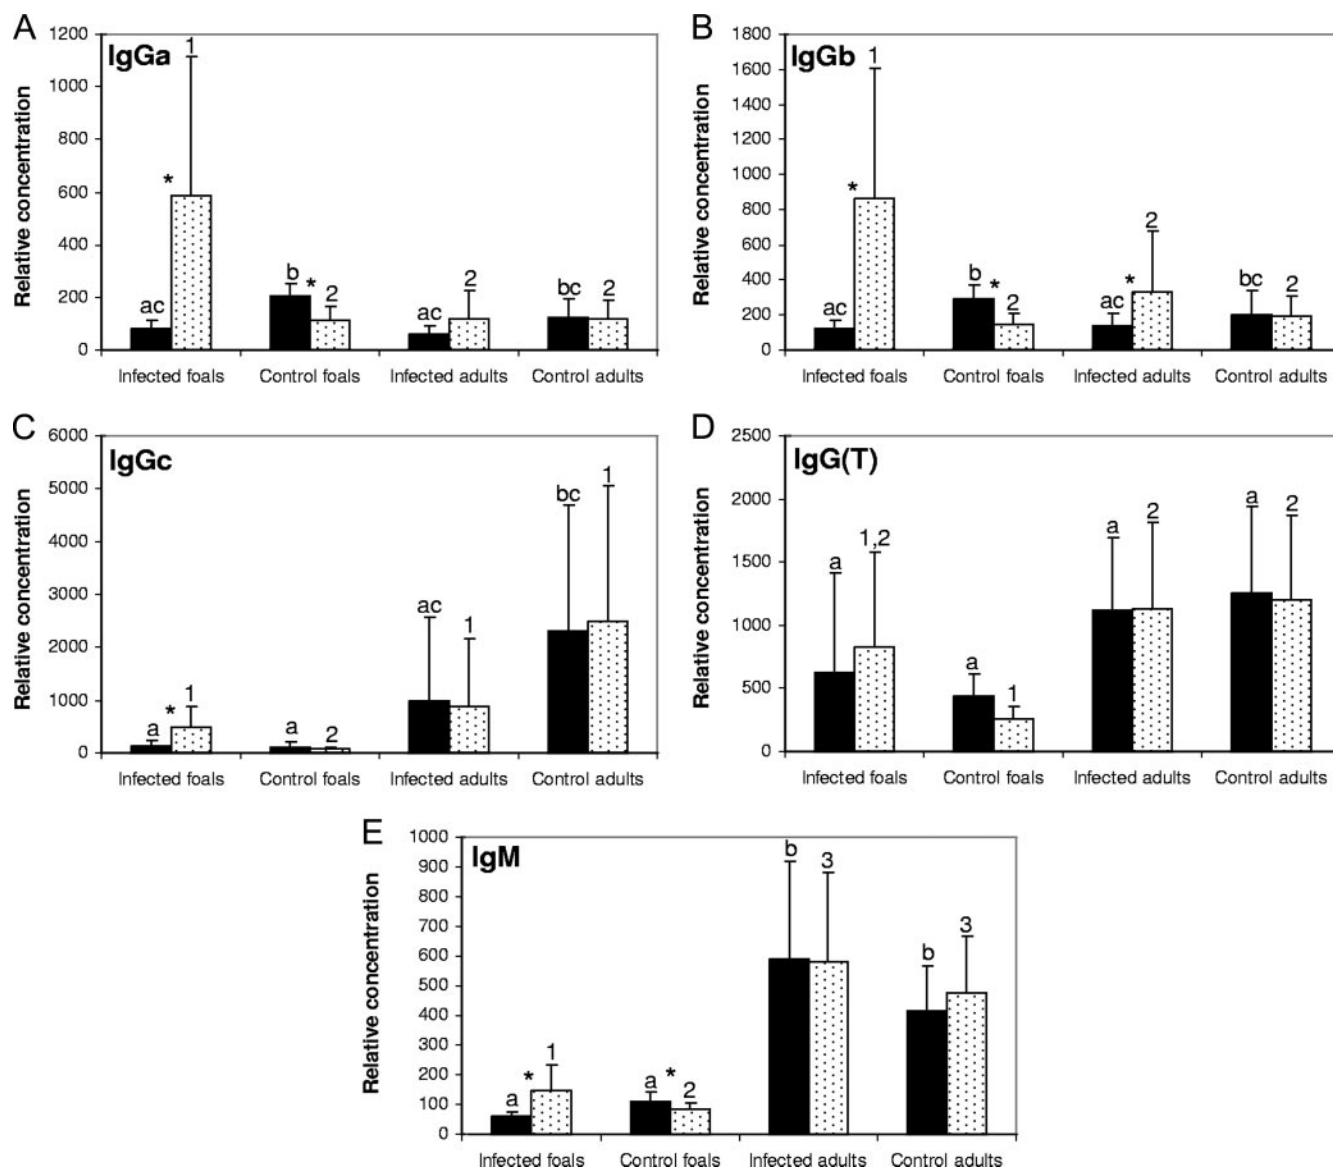 A
IgGa
Relative concentration
1200
1000
800
600
400
200
0
ac
*
1
b
*
2
ac
2
bc
2
Infected foals
Control foals
Infected adults
Control adults
B
IgGb
Relative concentration
1800
1600
1400
1200
1000
800
600
400
200
0
ac
*
1
b
*
2
ac
*
2
bc
2
Infected foals
Control foals
Infected adults
Control adults
C
IgGc
Relative concentration
6000
5000
4000
3000
2000
1000
0
a
*
1
a
2
ac
1
bc
1
Infected foals
Control foals
Infected adults
Control adults
D
IgG(T)
Relative concentration
2500
2000
1500
1000
500
0
a
1,2
a
1
a
2
a
2
Infected foals
Control foals
Infected adults
Control adults
E
IgM
Relative concentration
1000
900
800
700
600
500
400
300
200
100
0
a
*
1
a
*
2
b
3
b
3
Infected foals
Control foals
Infected adults
Control adults